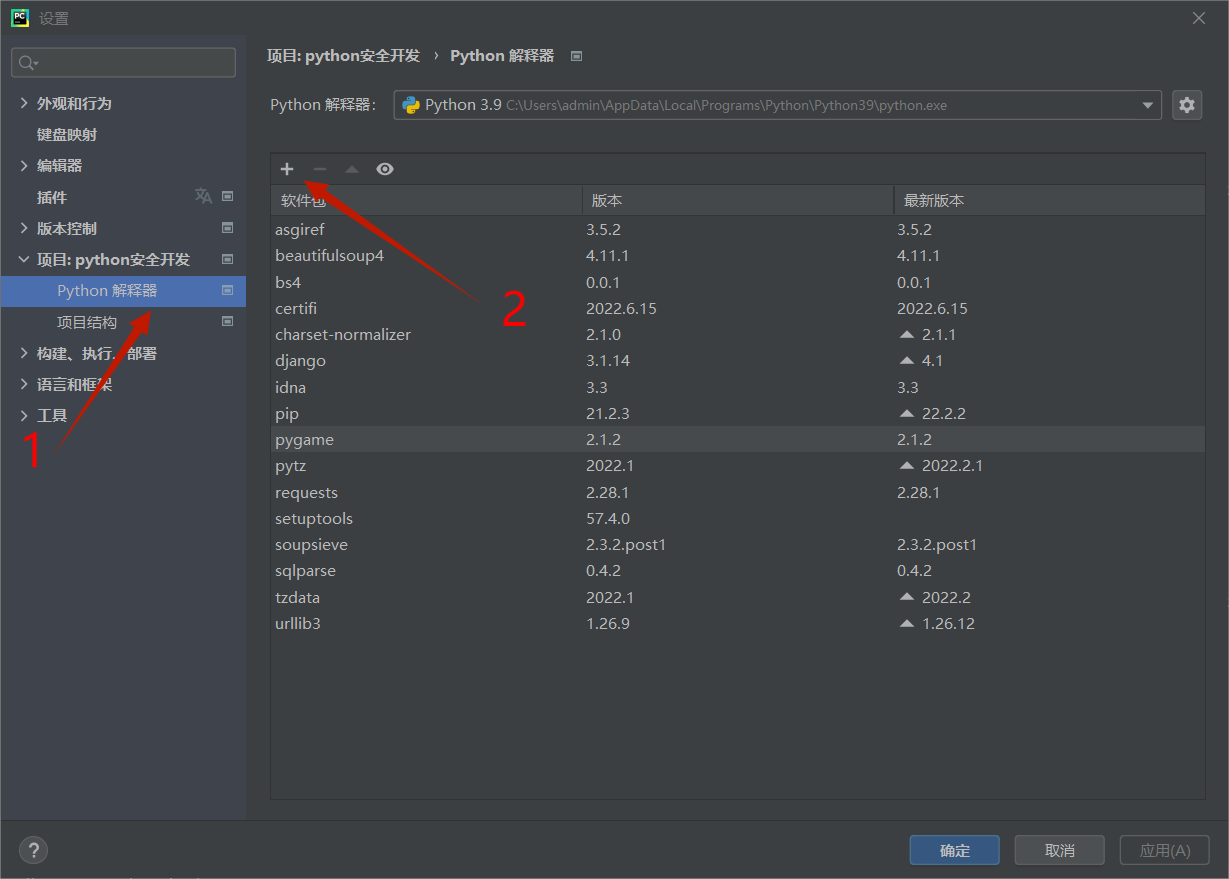 PC 设置
项目: python安全开发 › Python 解释器
Python 解释器: Python 3.9 C:\Users\admin\AppData\Local\Programs\Python\Python39\python.exe
外观和行为
键盘映射
编辑器
插件
版本控制
项目: python安全开发
Python 解释器
项目结构
构建、执行、部署
语言和框架
工具
1
2
软件包 版本 最新版本
asgiref 3.5.2 3.5.2
beautifulsoup4 4.11.1 4.11.1
bs4 0.0.1 0.0.1
certifi 2022.6.15 2022.6.15
charset-normalizer 2.1.0 2.1.1
django 3.1.14 4.1
idna 3.3 3.3
pip 21.2.3 22.2.2
pygame 2.1.2 2.1.2
pytz 2022.1 2022.2.1
requests 2.28.1 2.28.1
setuptools 57.4.0
soupsieve 2.3.2.post1 2.3.2.post1
sqlparse 0.4.2 0.4.2
tzdata 2022.1 2022.2
urllib3 1.26.9 1.26.12
? 确定 取消 应用(A)